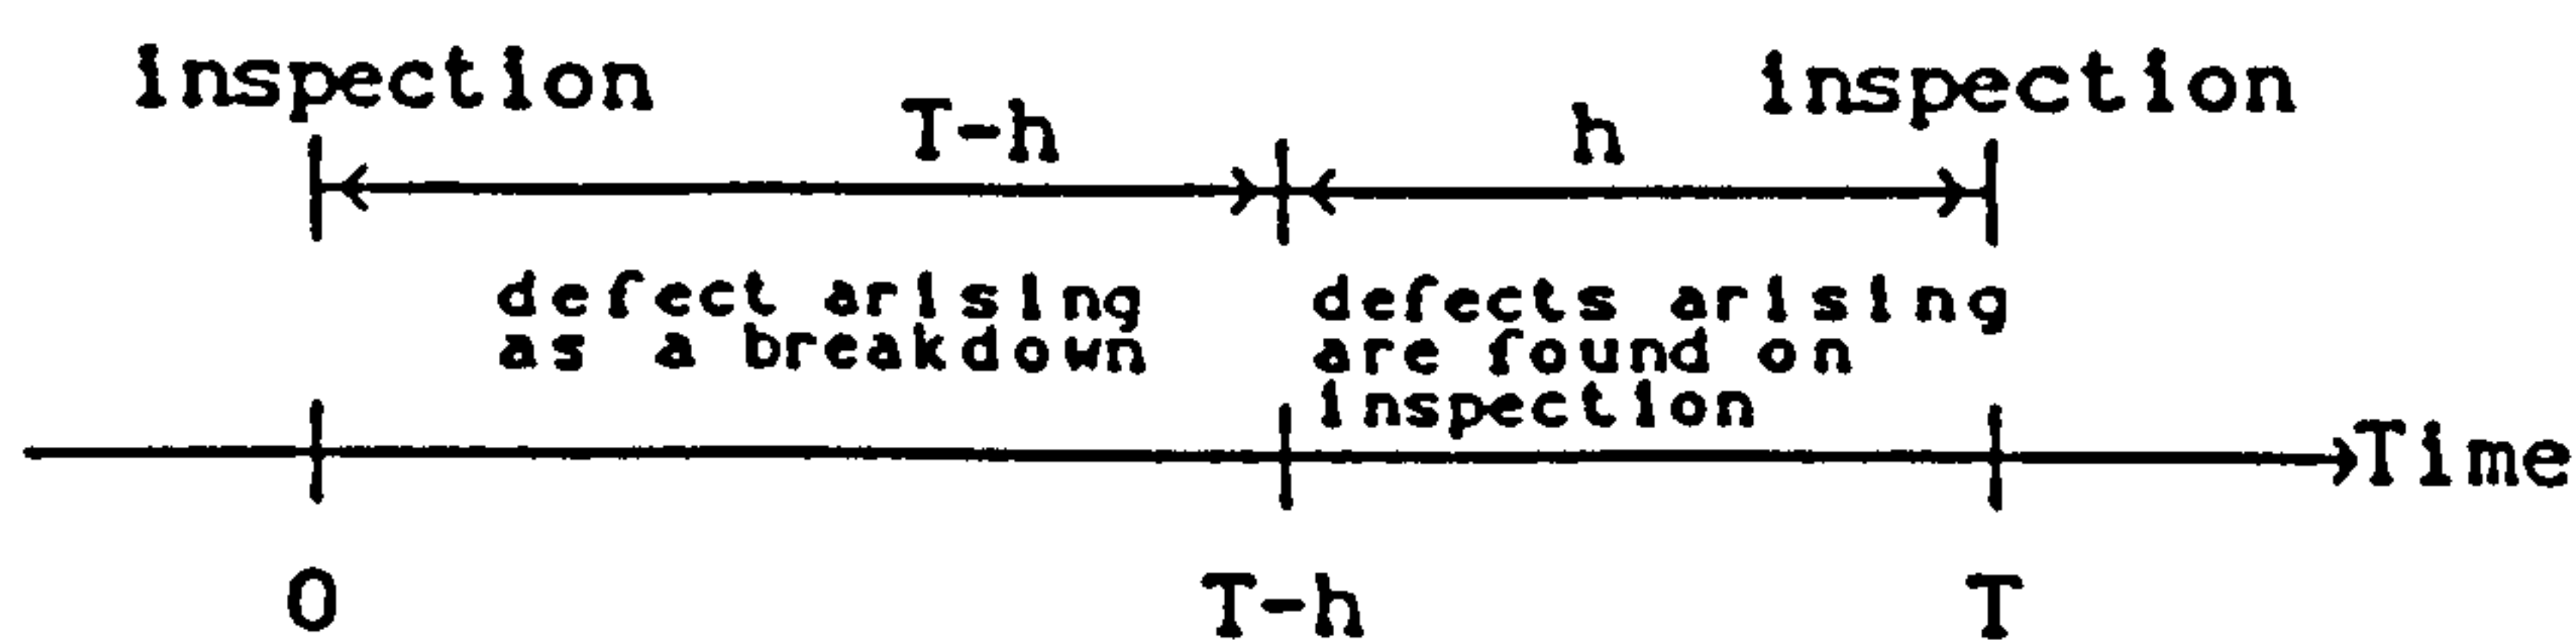 inspection T-h h inspection
defect arising defects arising
as a breakdown are found on
inspection
Time
0 T-h T